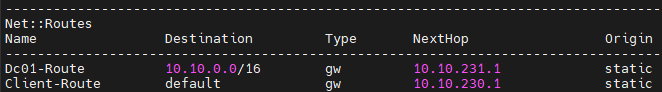 --------------------------------------------------------------------------------
Net::Routes
Name Destination Type NextHop Origin
--------------------------------------------------------------------------------
Dc01-Route 10.10.0.0/16 gw 10.10.231.1 static
Client-Route default gw 10.10.230.1 static